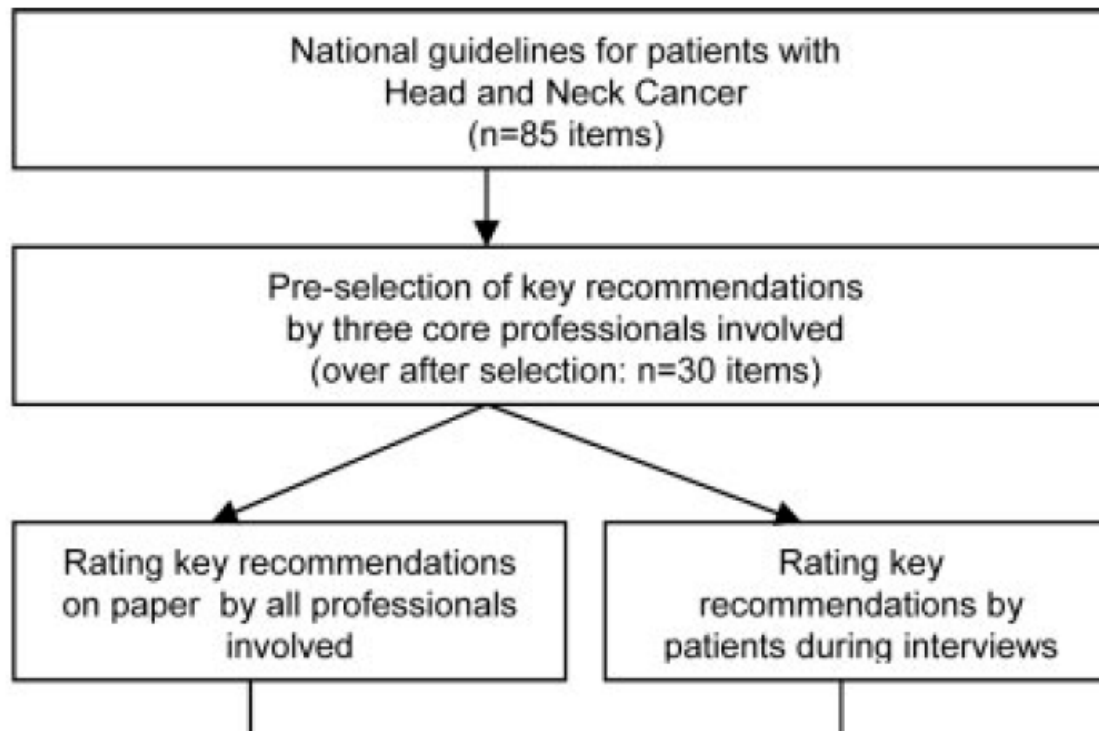 National guidelines for patients with
Head and Neck Cancer
(n=85 items)
Pre-selection of key recommendations
by three core professionals involved
(over after selection: n=30 items)
Rating key recommendations
on paper by all professionals
involved
Rating key
recommendations by
patients during interviews